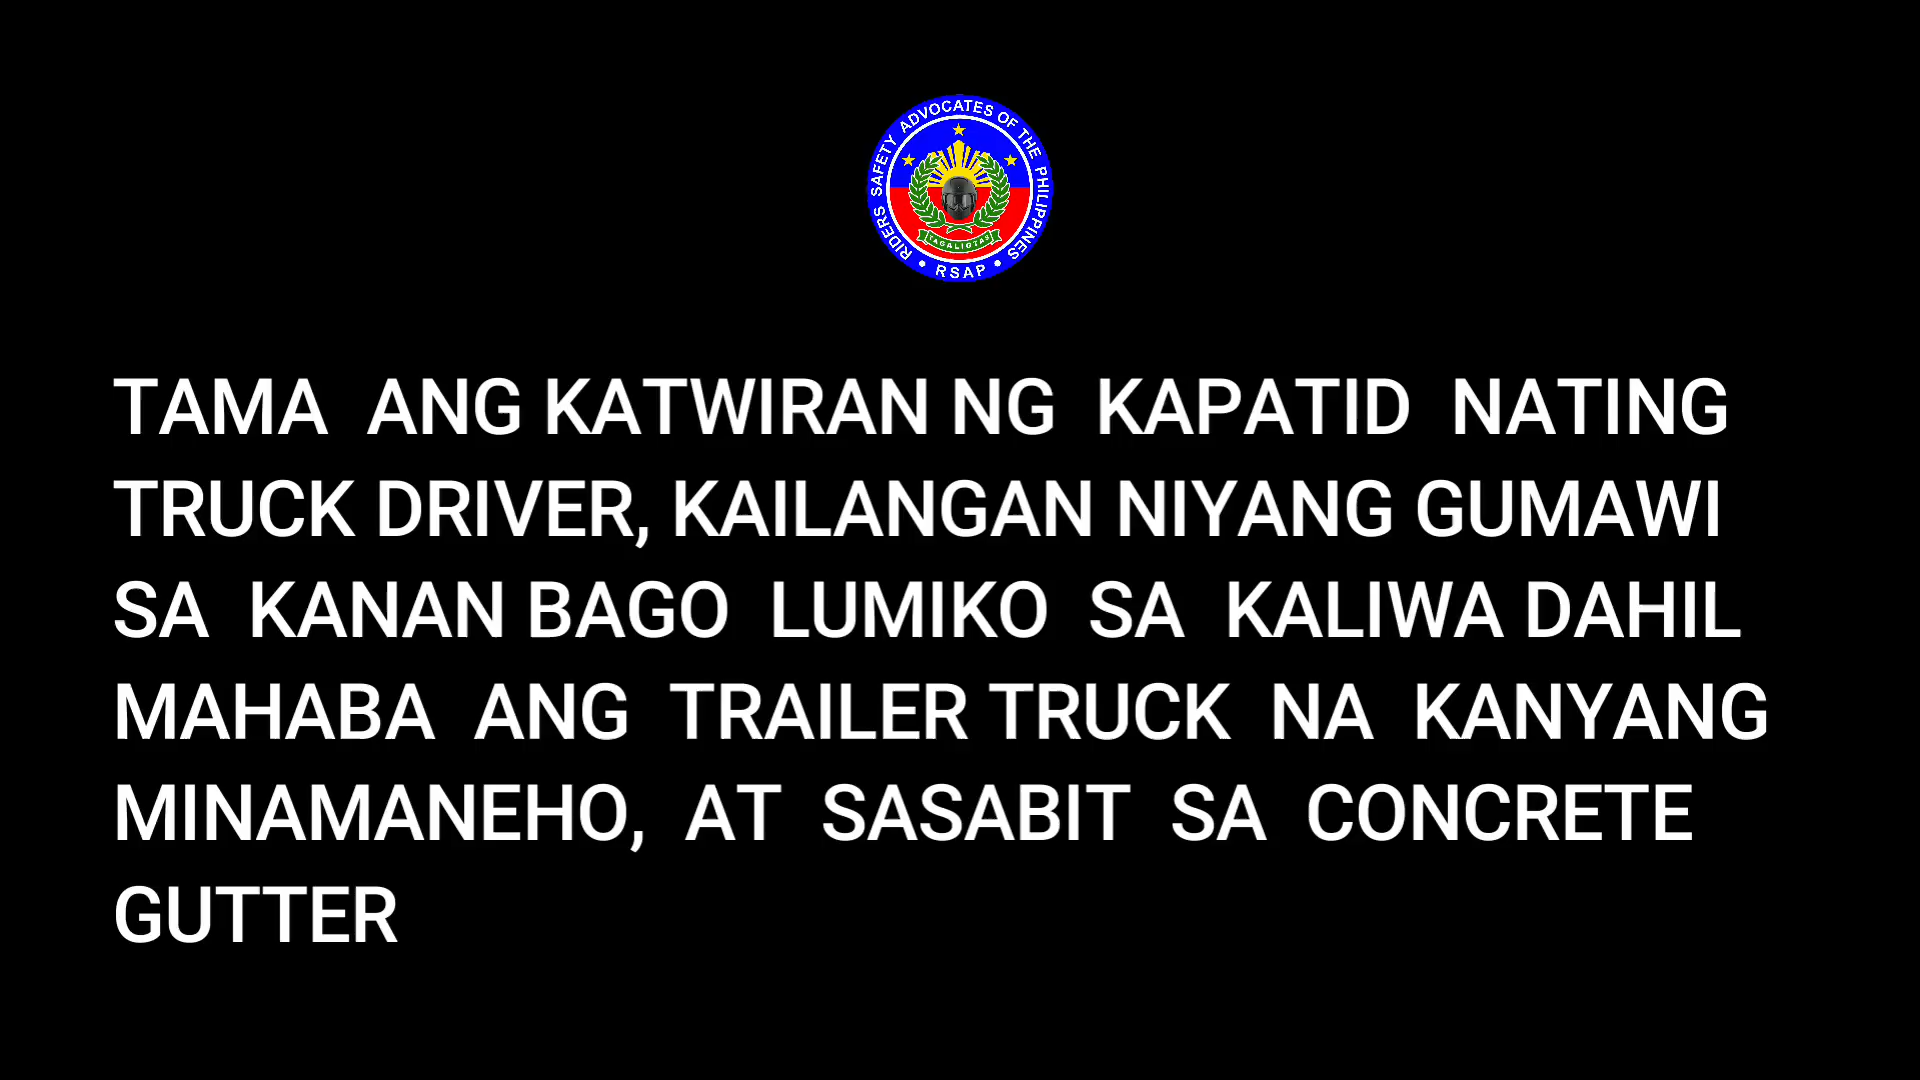 RIDERS SAFETY ADVOCATES OF THE PHILIPPINES
TAGALIGTAS
• RSAP •
TAMA ANG KATWIRAN NG KAPATID NATING
TRUCK DRIVER, KAILANGAN NIYANG GUMAWI
SA KANAN BAGO LUMIKO SA KALIWA DAHIL
MAHABA ANG TRAILER TRUCK NA KANYANG
MINAMANEHO, AT SASABIT SA CONCRETE
GUTTER